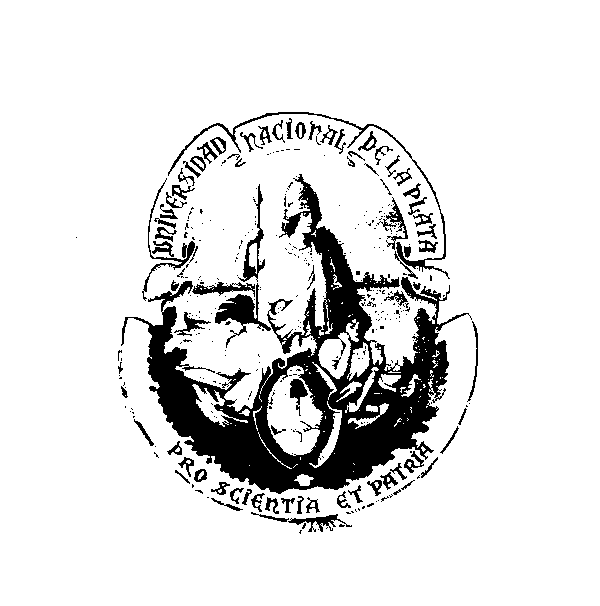 UNIVERSIDAD NACIONAL DE LA PLATA
PRO SCIENTIA ET PATRIA